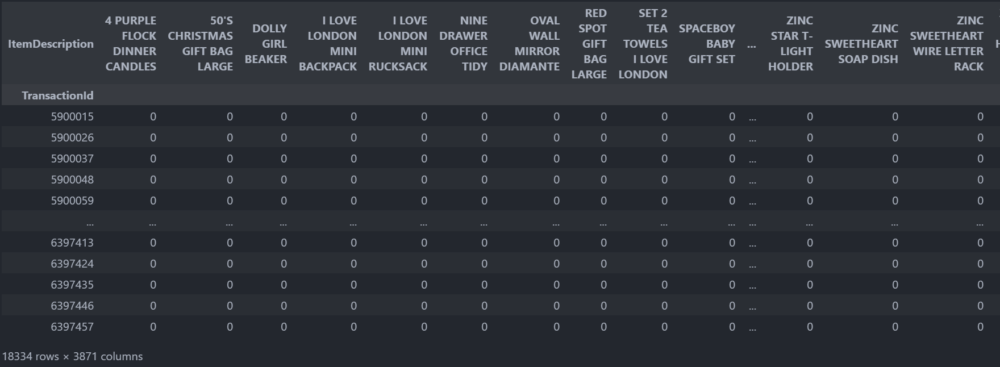 ItemDescription 4 PURPLE FLOCK DINNER CANDLES 50'S CHRISTMAS GIFT BAG LARGE DOLLY GIRL BEAKER I LOVE LONDON MINI BACKPACK I LOVE LONDON MINI RUCKSACK NINE DRAWER OFFICE TIDY OVAL WALL MIRROR DIAMANTE RED SPOT GIFT BAG LARGE SET 2 TEA TOWELS I LOVE LONDON SPACEBOY BABY GIFT SET ... ZINC STAR T-LIGHT HOLDER ZINC SWEETHEART SOAP DISH ZINC SWEETHEART WIRE LETTER RACK
TransactionId
5900015 0 0 0 0 0 0 0 0 0 0 ... 0 0 0
5900026 0 0 0 0 0 0 0 0 0 0 ... 0 0 0
5900037 0 0 0 0 0 0 0 0 0 0 ... 0 0 0
5900048 0 0 0 0 0 0 0 0 0 0 ... 0 0 0
5900059 0 0 0 0 0 0 0 0 0 0 ... 0 0 0
... ... ... ... ... ... ... ... ... ... ... ... ... ... ...
6397413 0 0 0 0 0 0 0 0 0 0 ... 0 0 0
6397424 0 0 0 0 0 0 0 0 0 0 ... 0 0 0
6397435 0 0 0 0 0 0 0 0 0 0 ... 0 0 0
6397446 0 0 0 0 0 0 0 0 0 0 ... 0 0 0
6397457 0 0 0 0 0 0 0 0 0 0 ... 0 0 0
18334 rows × 3871 columns